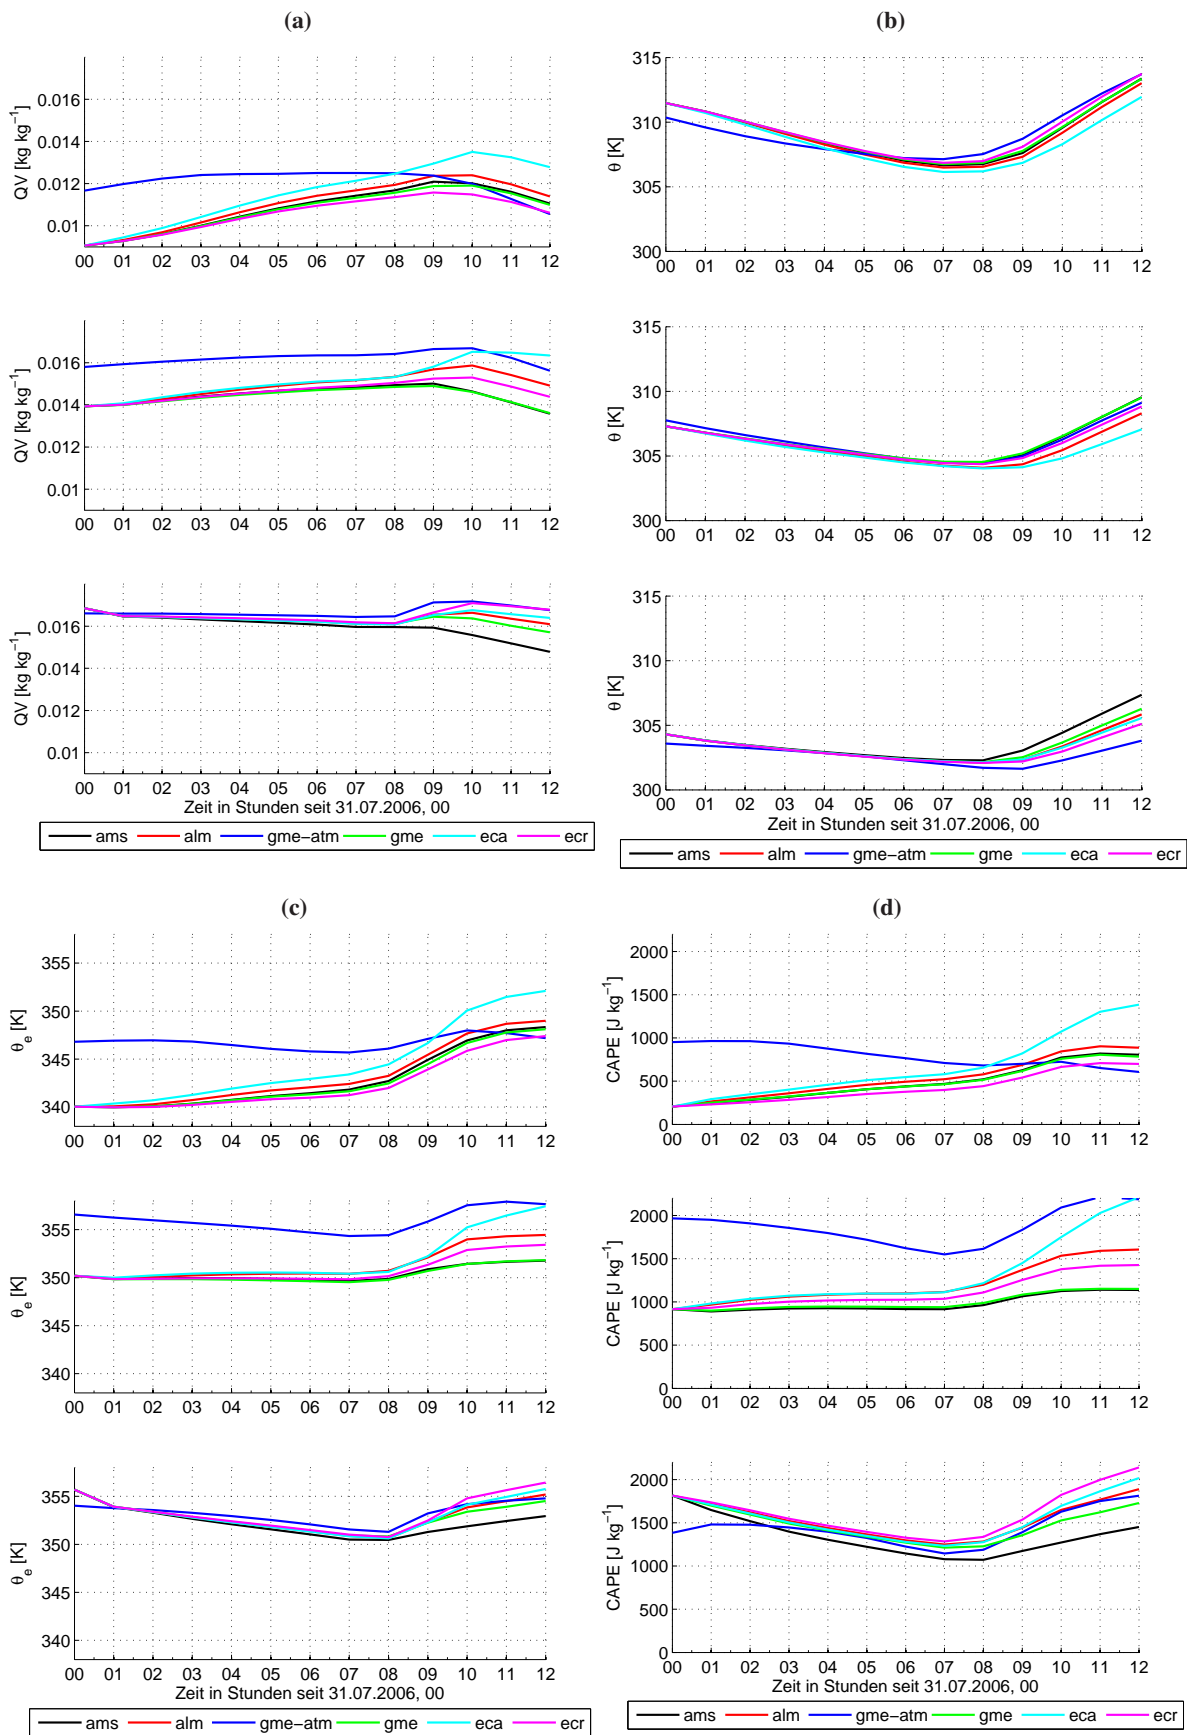 (a)
QV [kg kg⁻¹]
0.016
0.014
0.012
0.01
00 01 02 03 04 05 06 07 08 09 10 11 12
QV [kg kg⁻¹]
0.016
0.014
0.012
0.01
00 01 02 03 04 05 06 07 08 09 10 11 12
QV [kg kg⁻¹]
0.016
0.014
0.012
0.01
00 01 02 03 04 05 06 07 08 09 10 11 12
Zeit in Stunden seit 31.07.2006, 00
ams alm gme-atm gme eca ecr
(b)
θ [K]
315
310
305
300
00 01 02 03 04 05 06 07 08 09 10 11 12
θ [K]
315
310
305
300
00 01 02 03 04 05 06 07 08 09 10 11 12
θ [K]
315
310
305
300
00 01 02 03 04 05 06 07 08 09 10 11 12
Zeit in Stunden seit 31.07.2006, 00
ams alm gme-atm gme eca ecr
(c)
θe [K]
355
350
345
340
00 01 02 03 04 05 06 07 08 09 10 11 12
θe [K]
355
350
345
340
00 01 02 03 04 05 06 07 08 09 10 11 12
θe [K]
355
350
345
340
00 01 02 03 04 05 06 07 08 09 10 11 12
Zeit in Stunden seit 31.07.2006, 00
ams alm gme-atm gme eca ecr
(d)
CAPE [J kg⁻¹]
2000
1500
1000
500
0
00 01 02 03 04 05 06 07 08 09 10 11 12
CAPE [J kg⁻¹]
2000
1500
1000
500
0
00 01 02 03 04 05 06 07 08 09 10 11 12
CAPE [J kg⁻¹]
2000
1500
1000
500
0
00 01 02 03 04 05 06 07 08 09 10 11 12
Zeit in Stunden seit 31.07.2006, 00
ams alm gme-atm gme eca ecr